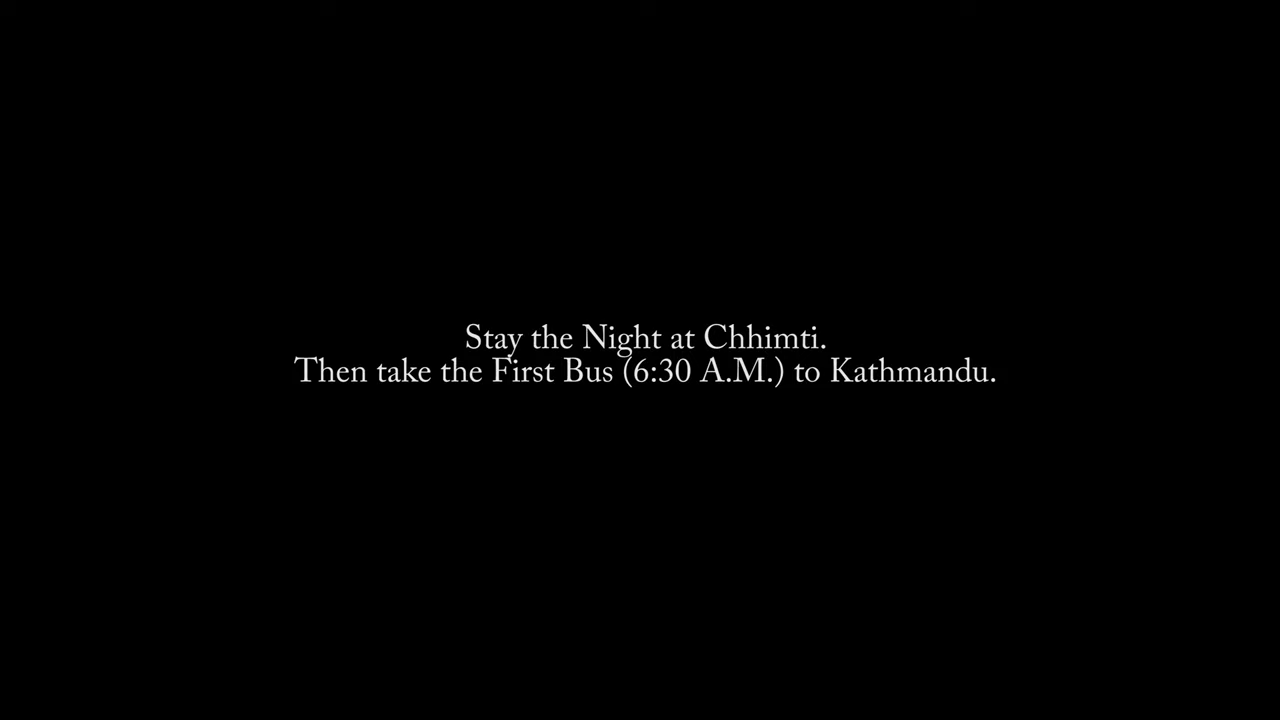 Stay the Night at Chhimti.
Then take the First Bus (6:30 A.M.) to Kathmandu.